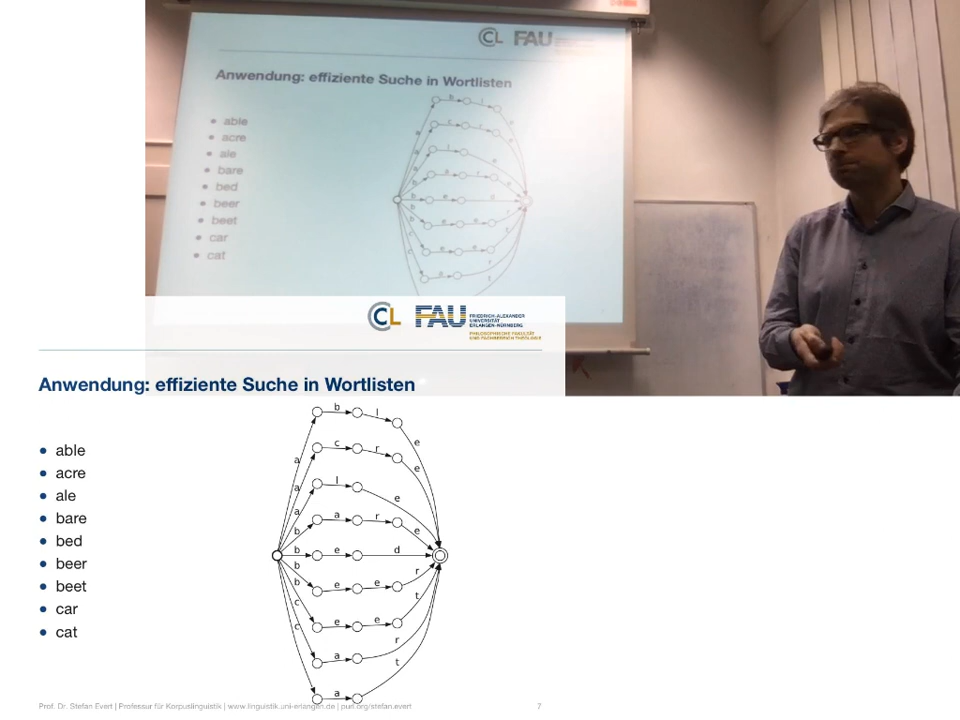 CL FAU
Anwendung: effiziente Suche in Wortlisten
• able
• acre
• ale
• bare
• bed
• beer
• beet
• car
• cat
b l e
a c r e
a l e
a a r e
b e d
b e e r
b e e t
c a r
c a t
CL FAU FRIEDRICH-ALEXANDER
UNIVERSITÄT
ERLANGEN-NÜRNBERG
PHILOSOPHISCHE FAKULTÄT
UND FACHBEREICH THEOLOGIE
Anwendung: effiziente Suche in Wortlisten
• able
• acre
• ale
• bare
• bed
• beer
• beet
• car
• cat
b l e
a c r e
a l e
a a r e
b b e d
b e e r
b e e t
c a r
c a t
Prof. Dr. Stefan Evert | Professur für Korpuslinguistik | www.linguistik.uni-erlangen.de | purl.org/stefan.evert 7